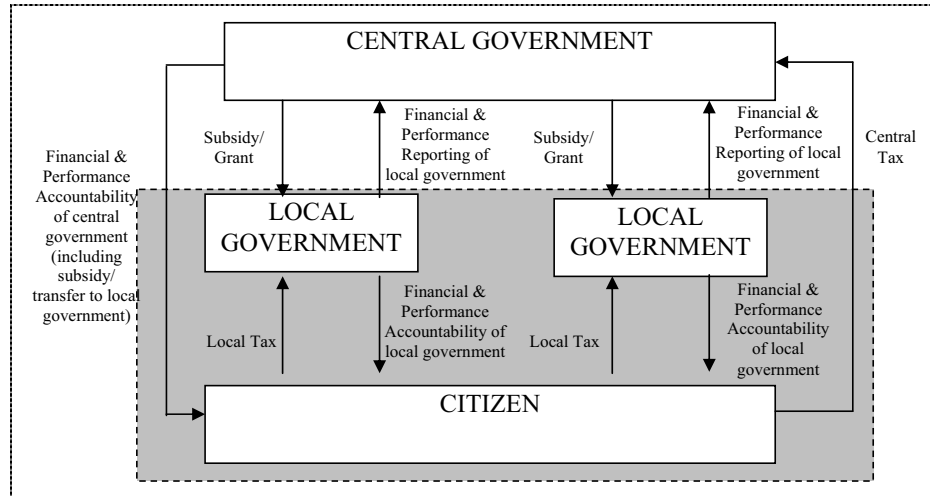 CENTRAL GOVERNMENT
Financial &
Performance
Accountability
of central
government
(including
subsidy/
transfer to local
government)
Subsidy/
Grant
Financial &
Performance
Reporting of
local government
Subsidy/
Grant
Financial &
Performance
Reporting of local
government
Central
Tax
LOCAL
GOVERNMENT
LOCAL
GOVERNMENT
Local Tax
Financial &
Performance
Accountability of
local government
Local Tax
Financial &
Performance
Accountability
of local
government
CITIZEN